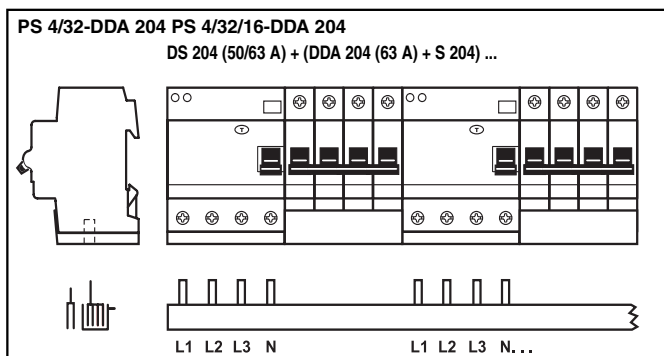 PS 4/32-DDA 204 PS 4/32/16-DDA 204
DS 204 (50/63 A) + (DDA 204 (63 A) + S 204) ...
T T
L1 L2 L3 N L1 L2 L3 N...